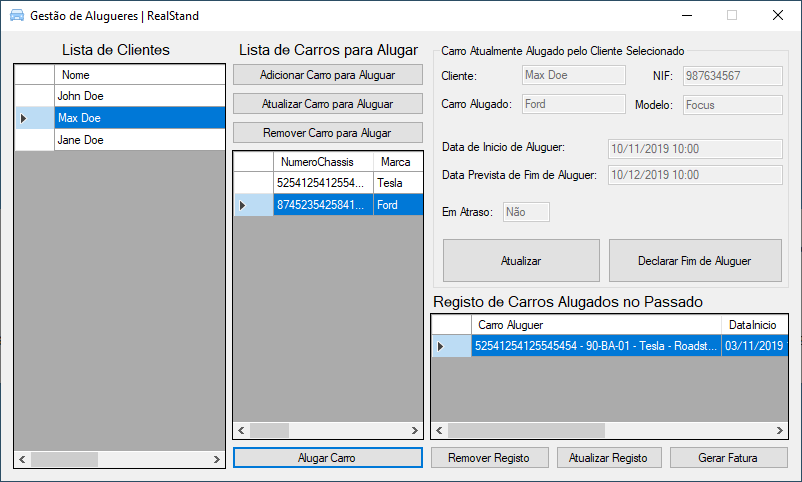 Gestão de Alugueres | RealStand
Lista de Clientes
Nome
John Doe
Max Doe
Jane Doe
Lista de Carros para Alugar
Adicionar Carro para Aluguar
Atualizar Carro para Aluguar
Remover Carro para Alugar
NumeroChassis Marca
5254125412554... Tesla
8745235425841... Ford
Alugar Carro
Carro Atualmente Alugado pelo Cliente Selecionado
Cliente: Max Doe NIF: 987634567
Carro Alugado: Ford Modelo: Focus
Data de Inicio de Aluguer: 10/11/2019 10:00
Data Prevista de Fim de Aluguer: 10/12/2019 10:00
Em Atraso: Não
Atualizar Declarar Fim de Aluguer
Registo de Carros Alugados no Passado
Carro Aluguer DataInicio
52541254125545454 - 90-BA-01 - Tesla - Roadst... 03/11/2019
Remover Registo Atualizar Registo Gerar Fatura